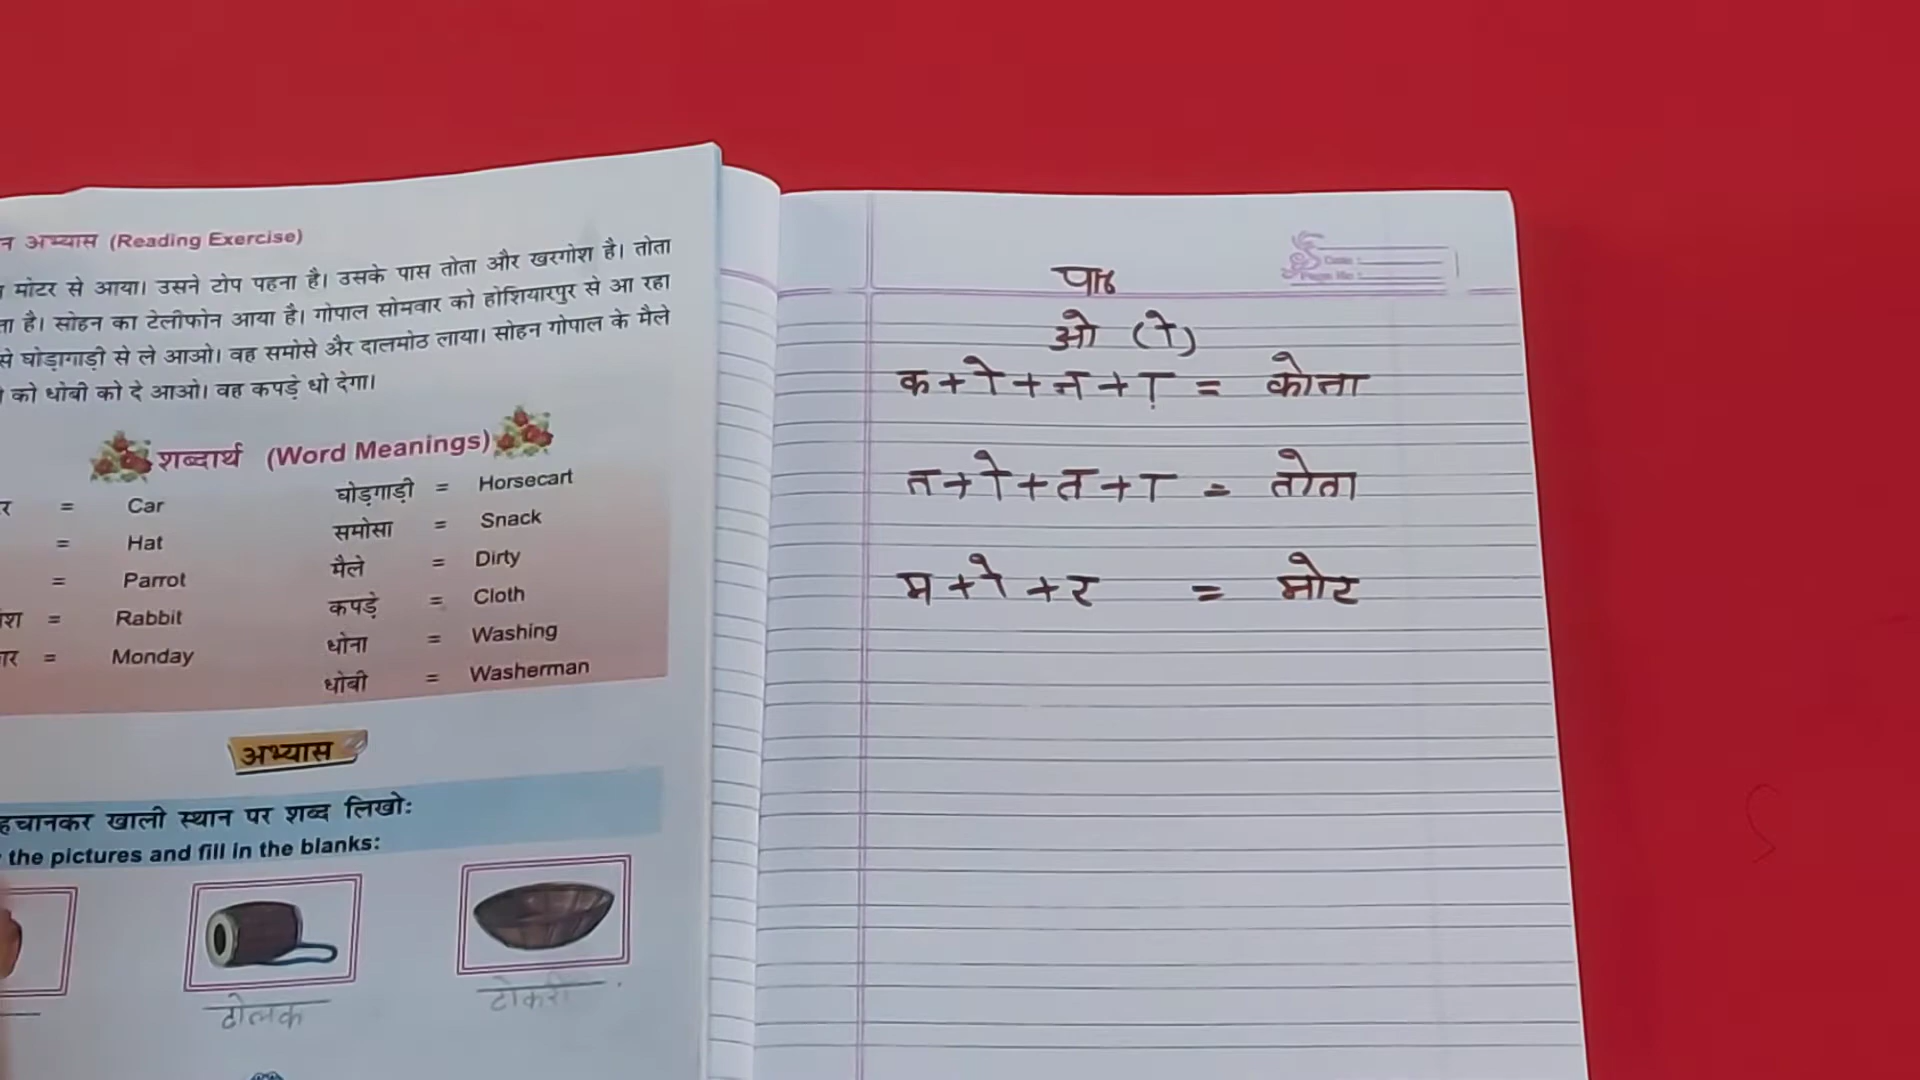 अभ्यास (Reading Exercise)
मोटर से आया। उसने टोप पहना है। उसके पास तोता और खरगोश है। तोता
है। सोहन का टेलीफोन आया है। गोपाल सोमवार को होशियारपुर से आ रहा
से घोड़ागाड़ी से ले आओ। वह समोसे अैर दालमोठ लाया। सोहन गोपाल के मैले
को धोबी को दे आओ। वह कपड़े धो देगा।
शब्दार्थ (Word Meanings)
= Car
= Hat
= Parrot
= Rabbit
= Monday
घोड़गाड़ी = Horsecart
समोसा = Snack
मैले = Dirty
कपड़े = Cloth
धोना = Washing
धोबी = Washerman
अभ्यास
खाली स्थान पर शब्द लिखो:
the pictures and fill in the blanks:
ढोलक
टोकरी
पाठ
ओ (ो)
क + ो + न + ा = कोना
त + ो + त + ा = तोता
म + ो + र = मोर